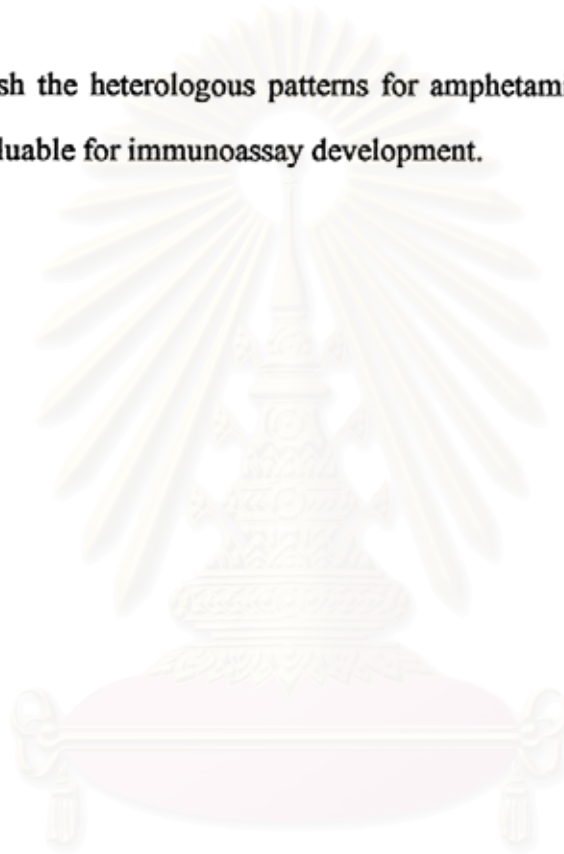 sh the heterologous patterns for amphetami
luable for immunoassay development.